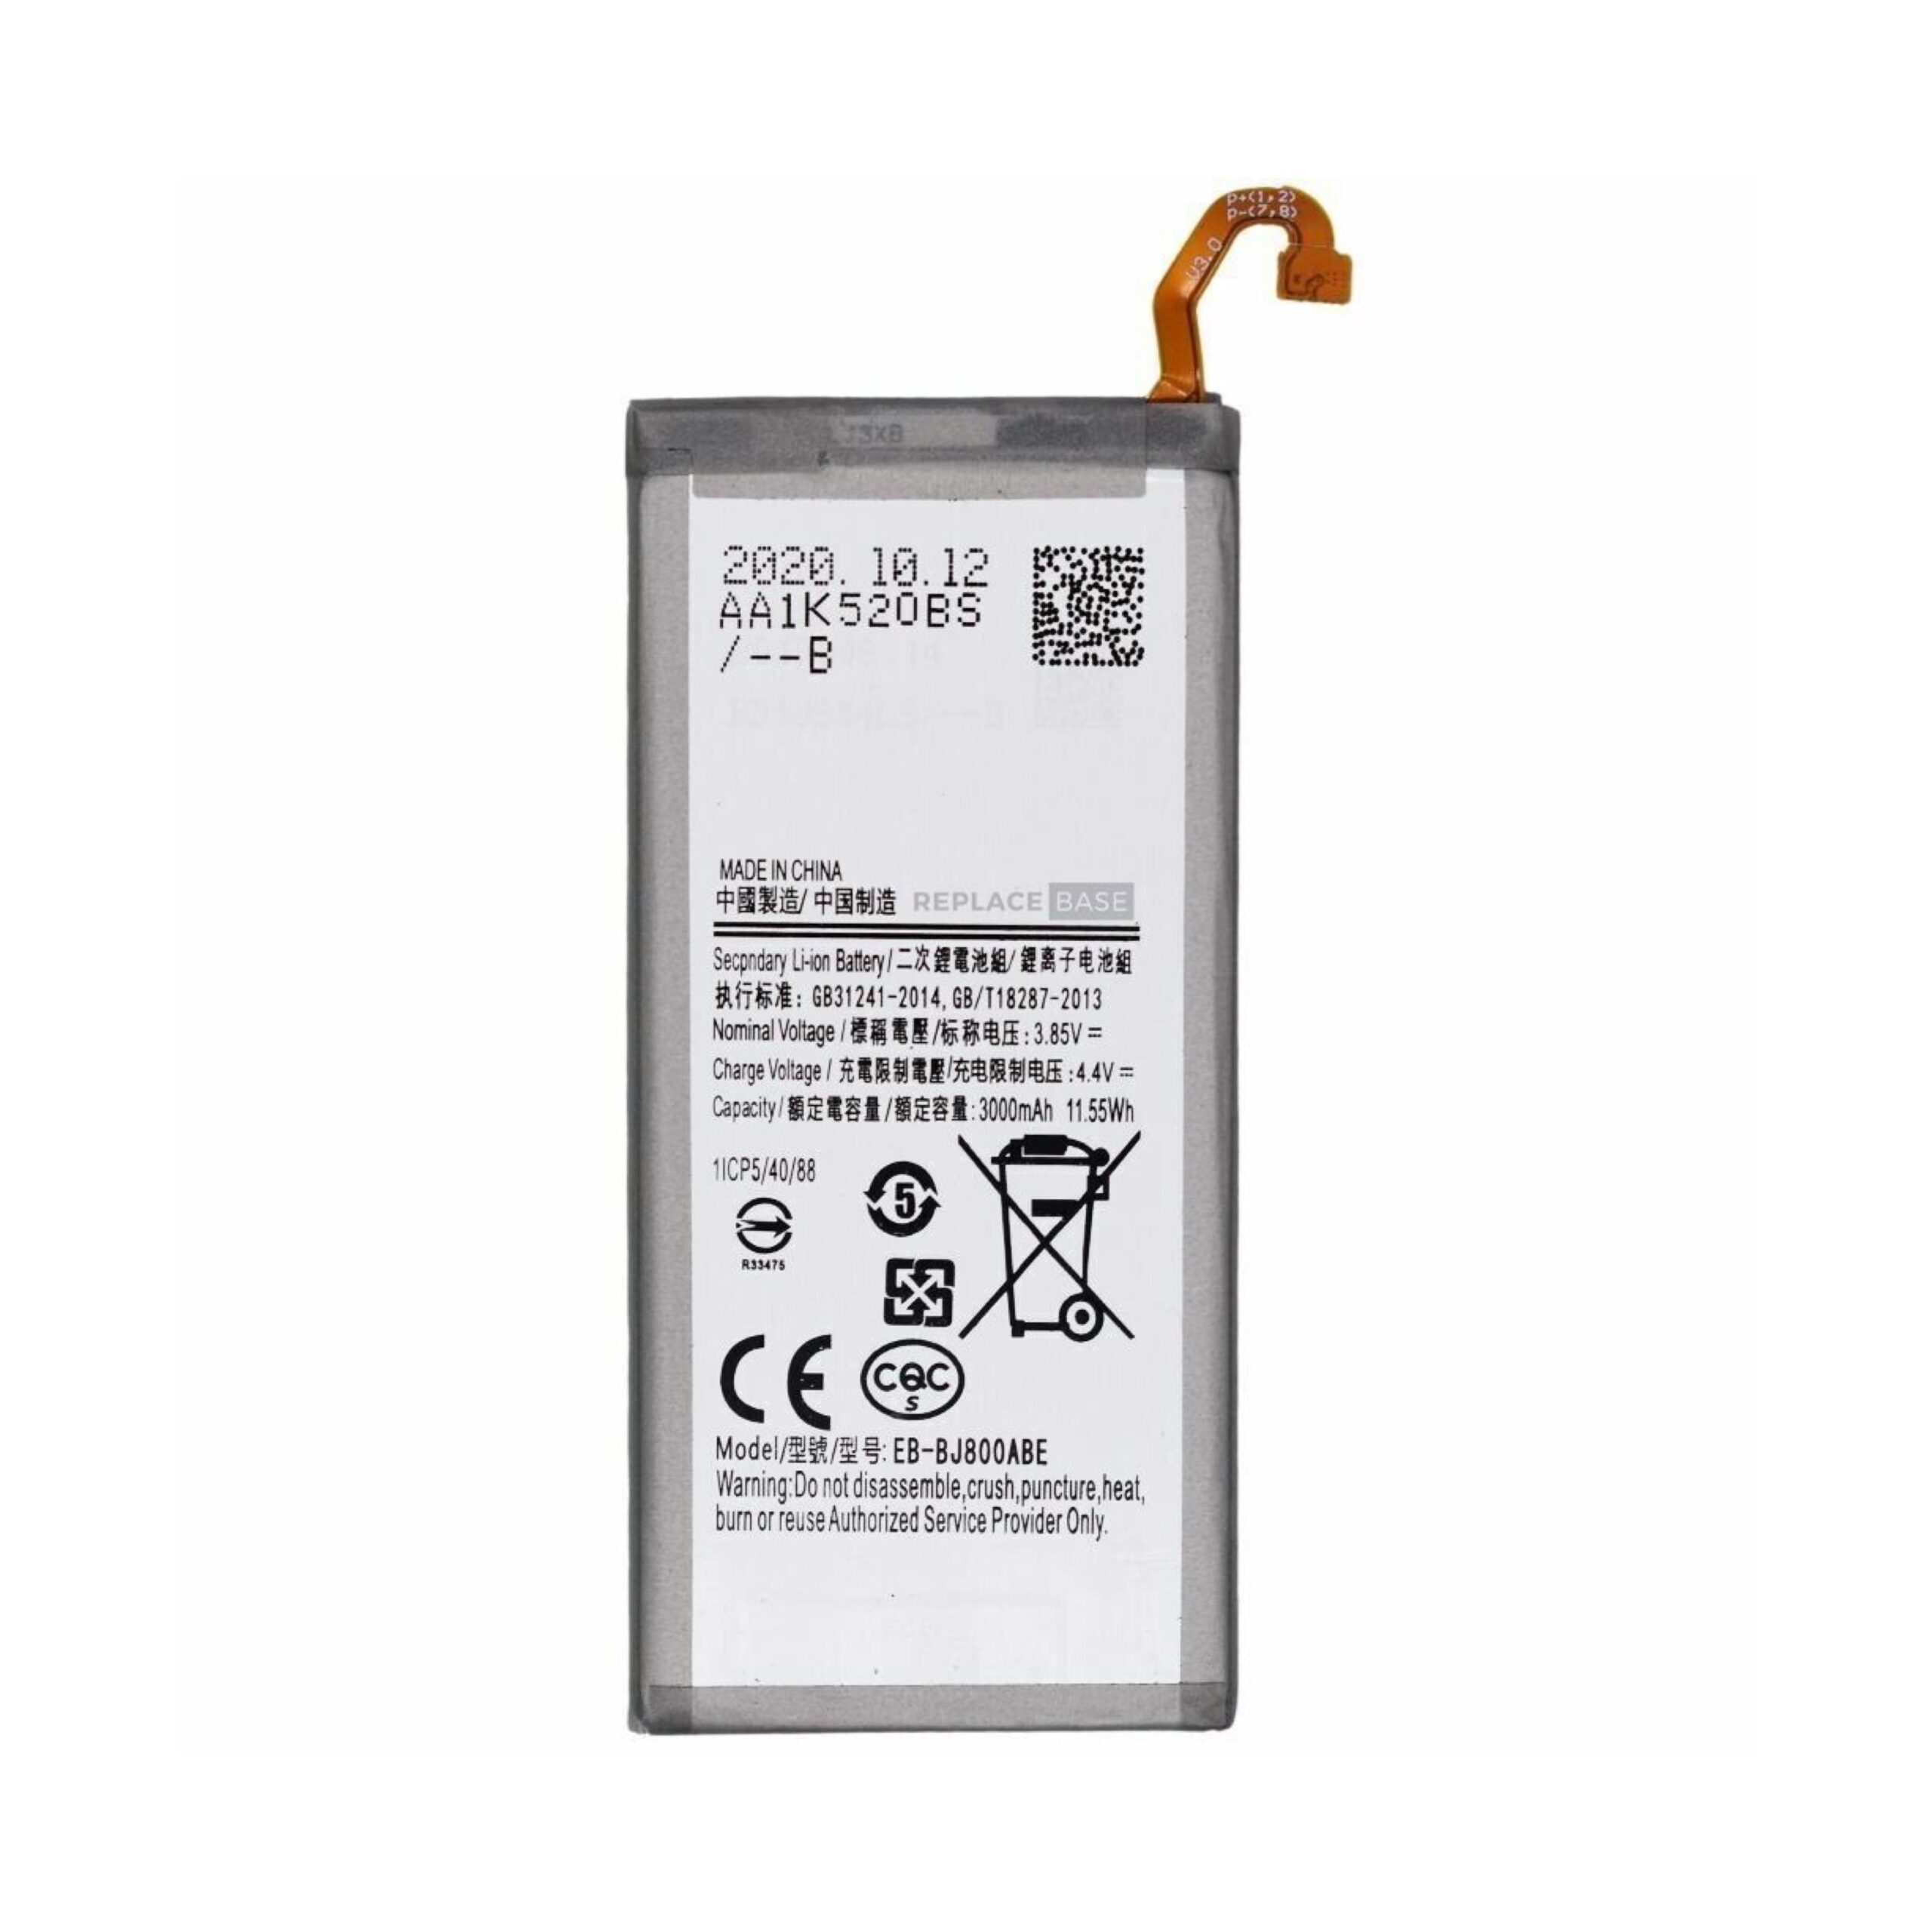 P+(1,2)
P-(7,8)
V3.0
13XB
2020.10.12
AA1K520BS
/--B
MADE IN CHINA
中國製造/ 中国制造 REPLACE BASE
Secpndary Li-ion Battery/二次鋰電池組/鋰离子电池組
执行标准: GB31241-2014, GB/T18287-2013
Nominal Voltage /標稱電壓/标称电压: 3.85V ⎓
Charge Voltage / 充電限制電壓/充电限制电压:4.4V ⎓
Capacity/額定電容量/額定容量: 3000mAh 11.55Wh
1ICP5/40/88
5
R33475
CE
CQC
S
Model/型號/型号: EB-BJ800ABE
Warning:Do not disassemble,crush,puncture,heat,
burn or reuse Authorized Service Provider Only.